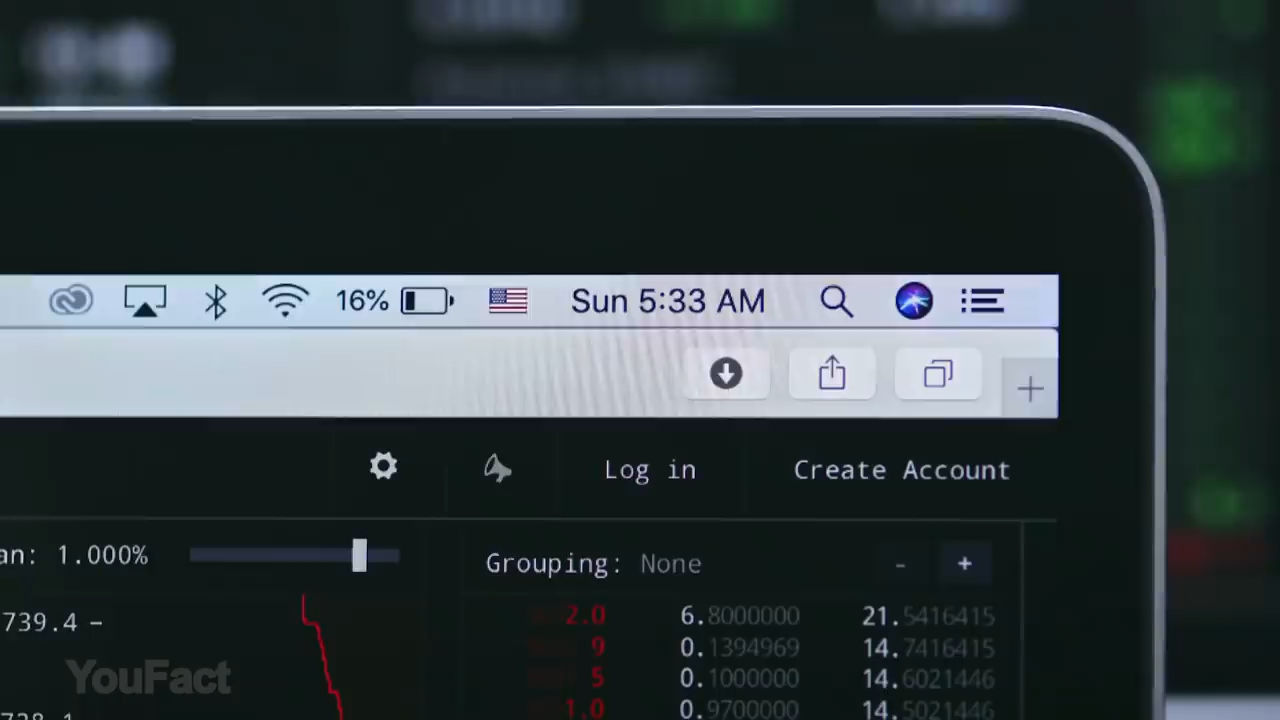 16% Sun 5:33 AM
Log in Create Account
an: 1.000%
Grouping: None - +
2.0 6.8000000 21.5416415
739.4 –
9 0.1394969 14.7416415
5 0.1000000 14.6021446
YouFact
1.0 0.9700000 14.5021446